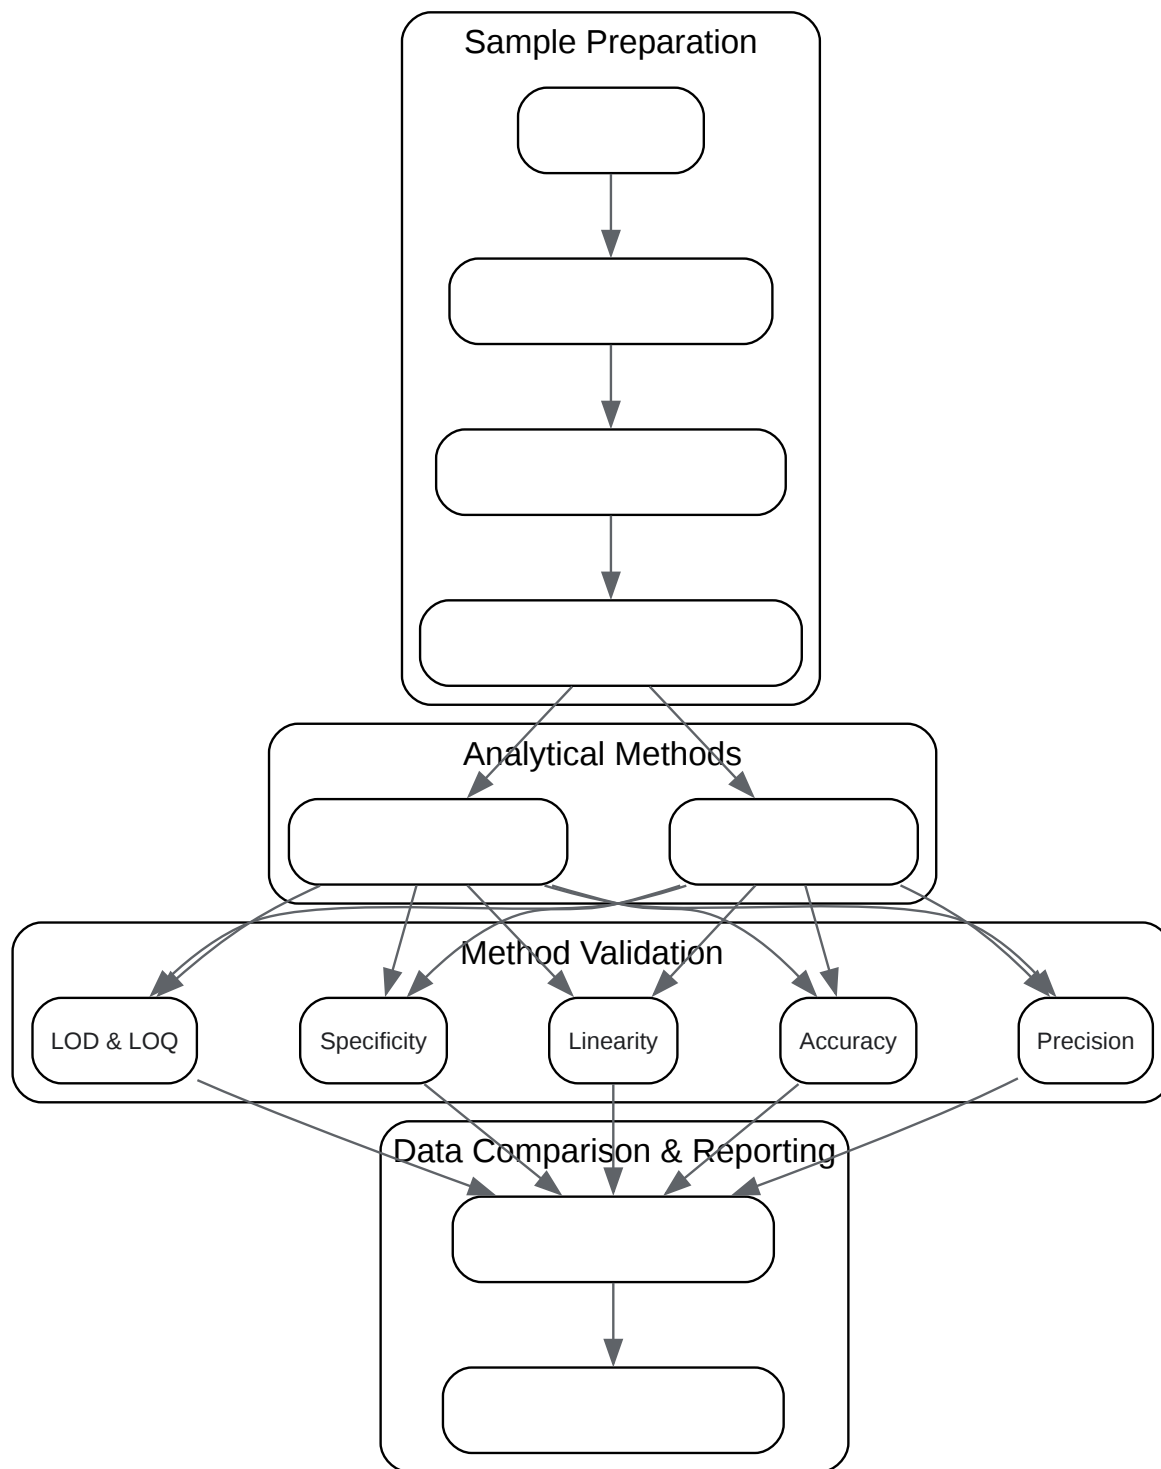 Sample Preparation
Analytical Methods
Method Validation
LOD & LOQ
Specificity
Linearity
Accuracy
Precision
Data Comparison & Reporting